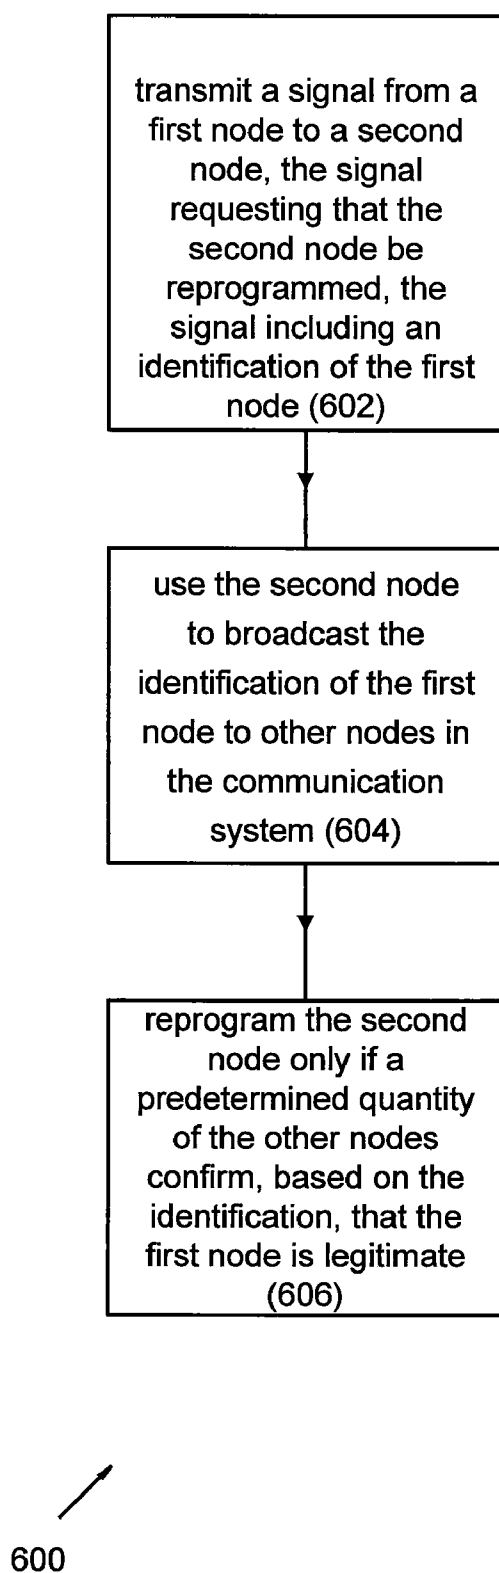 transmit a signal from a
first node to a second
node, the signal
requesting that the
second node be
reprogrammed, the
signal including an
identification of the first
node (602)
use the second node
to broadcast the
identification of the first
node to other nodes in
the communication
system (604)
reprogram the second
node only if a
predetermined quantity
of the other nodes
confirm, based on the
identification, that the
first node is legitimate
(606)
600